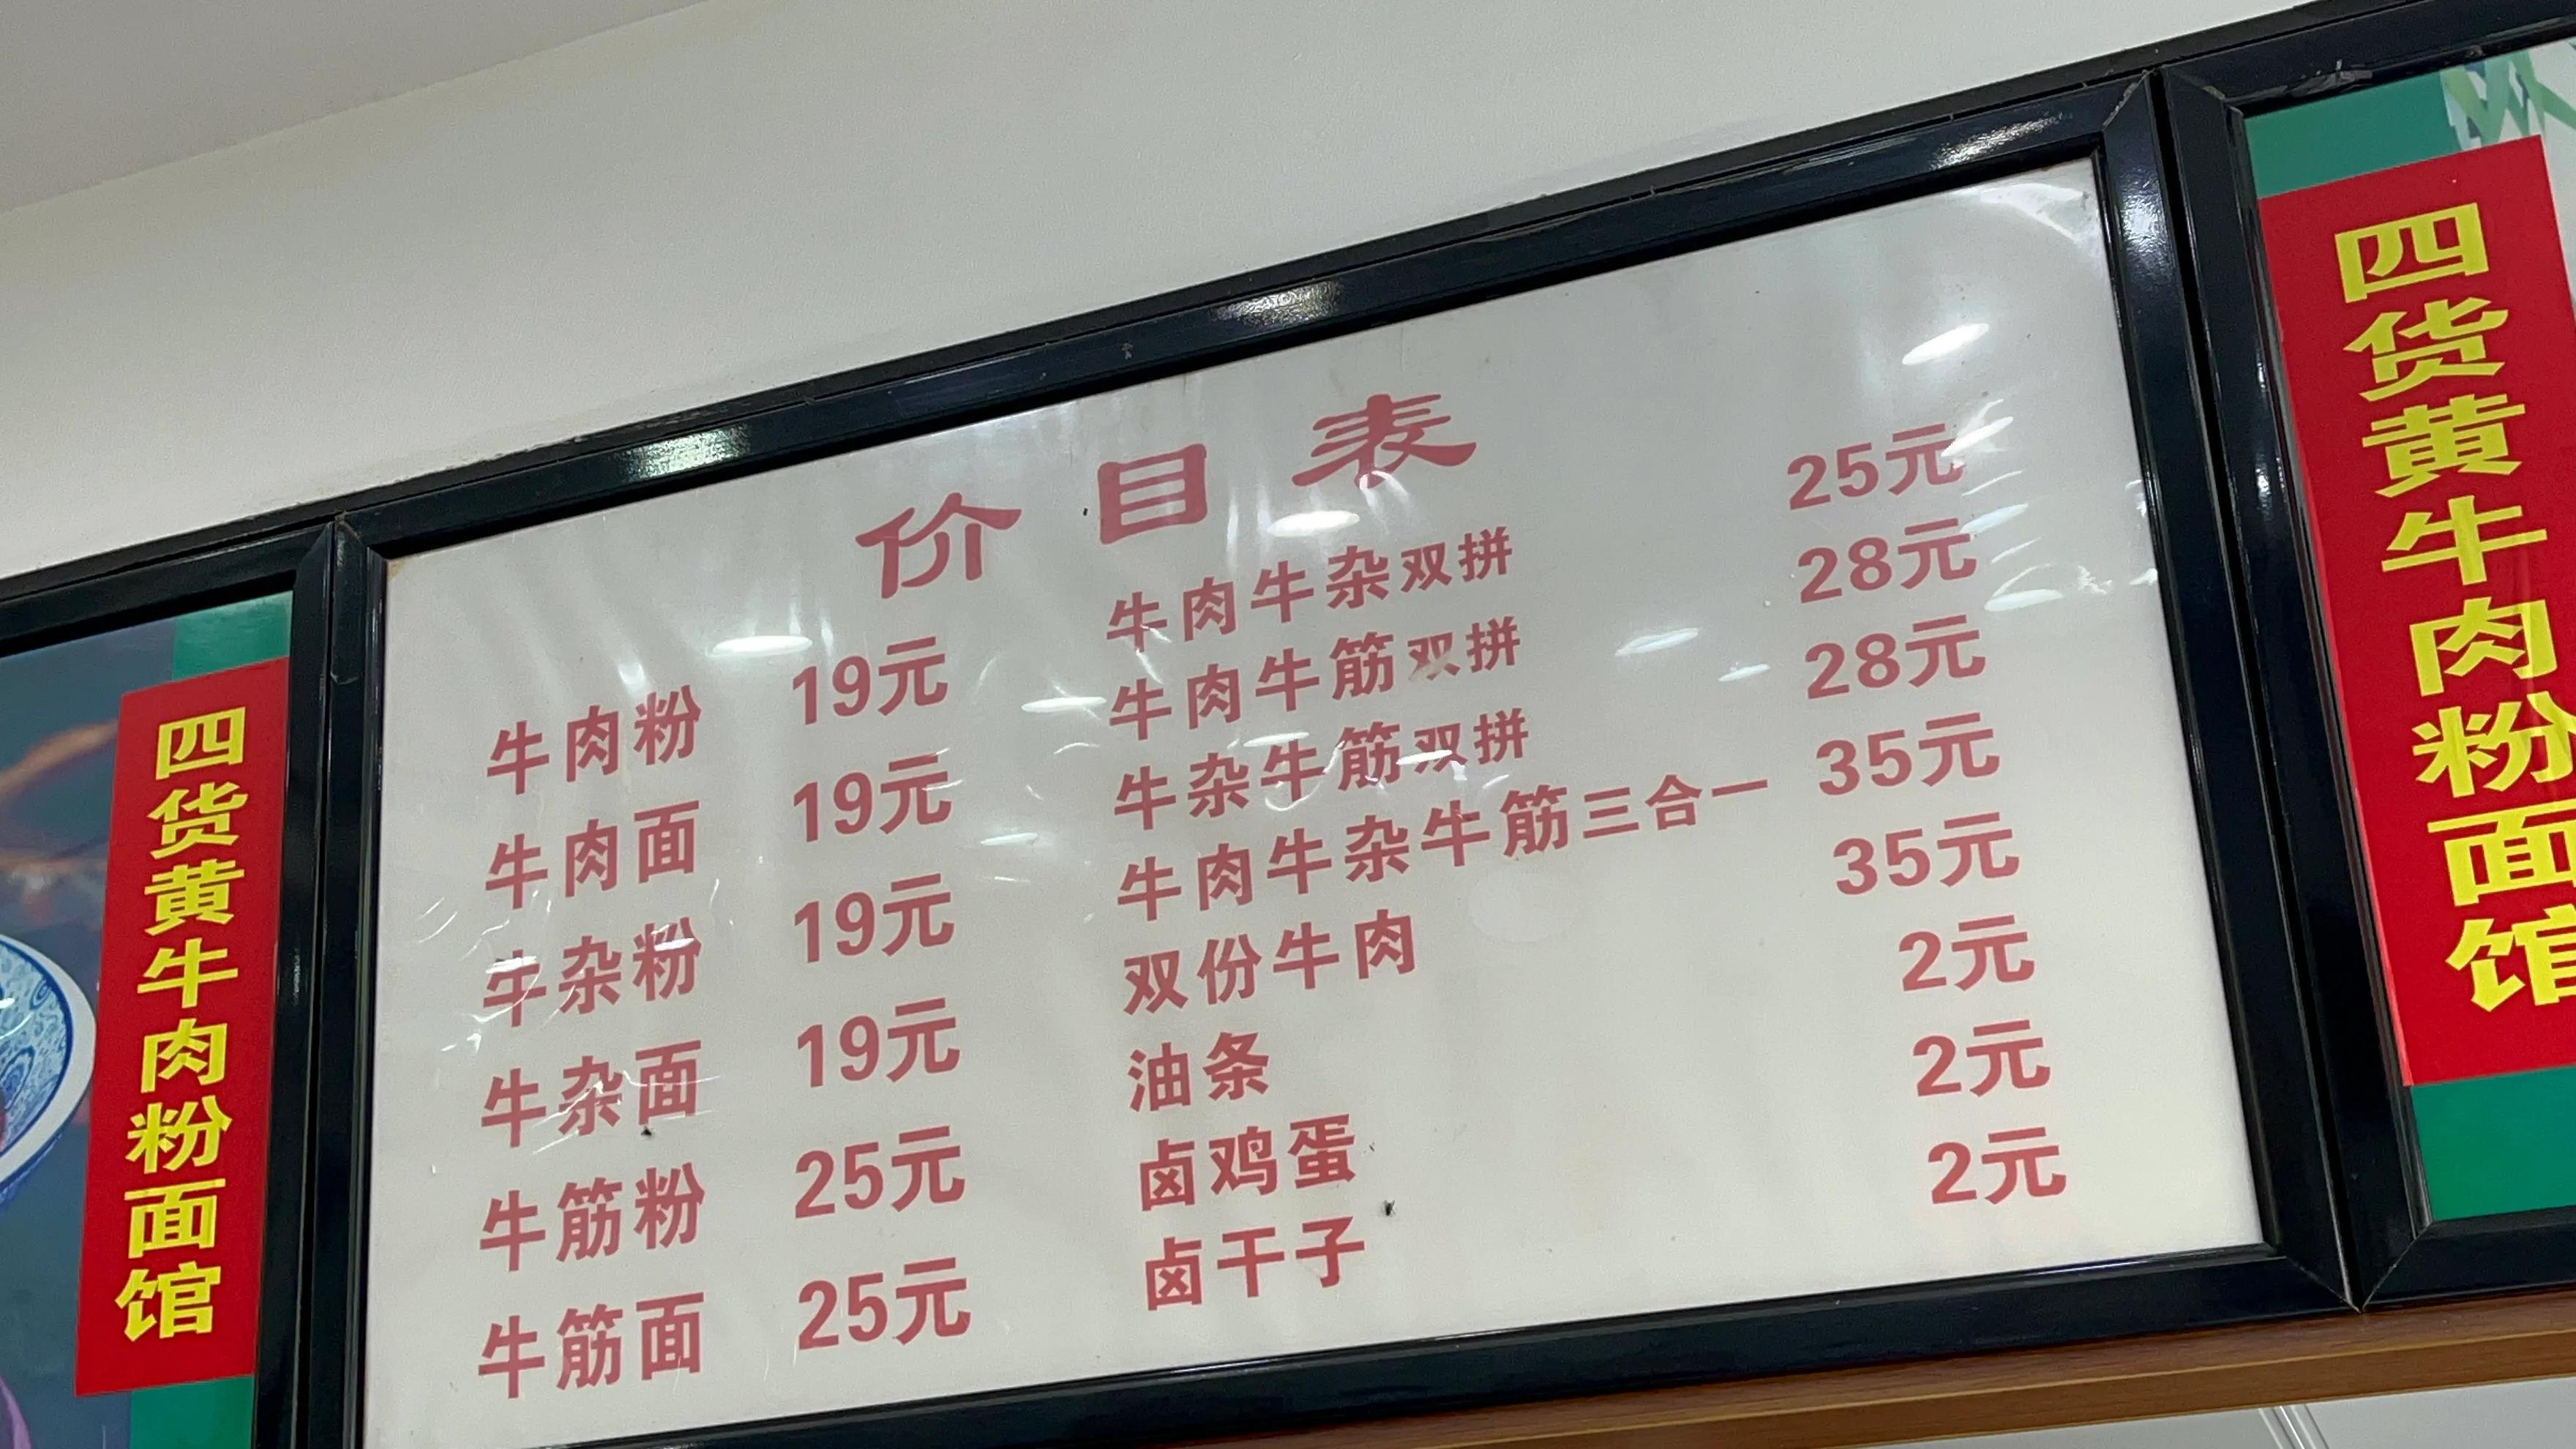 价目表
牛肉粉 19元
牛肉面 19元
牛杂粉 19元
牛杂面 19元
牛筋粉 25元
牛筋面 25元
牛肉牛杂双拼 25元
牛肉牛筋双拼 28元
牛杂牛筋双拼 28元
牛肉牛杂牛筋三合一 35元
双份牛肉 35元
油条 2元
卤鸡蛋 2元
卤干子 2元
四货黄牛肉粉面馆
四货黄牛肉粉面馆